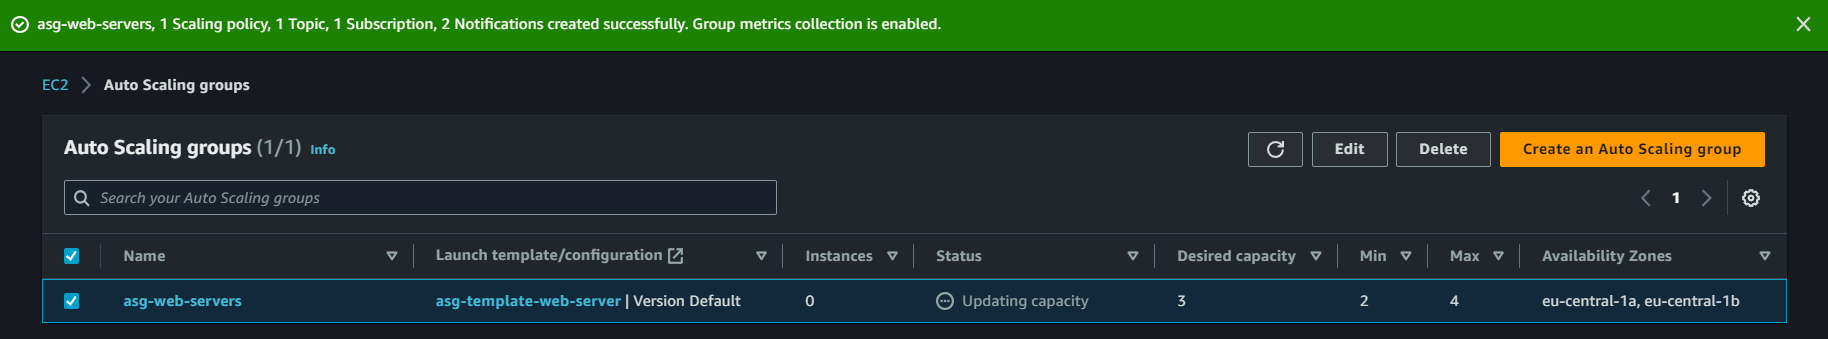 asg-web-servers, 1 Scaling policy, 1 Topic, 1 Subscription, 2 Notifications created successfully. Group metrics collection is enabled.
EC2 Auto Scaling groups
Auto Scaling groups (1/1) Info
Edit Delete Create an Auto Scaling group
Search your Auto Scaling groups
1
Name Launch template/configuration Instances Status Desired capacity Min Max Availability Zones
asg-web-servers asg-template-web-server | Version Default 0 Updating capacity 3 2 4 eu-central-1a, eu-central-1b